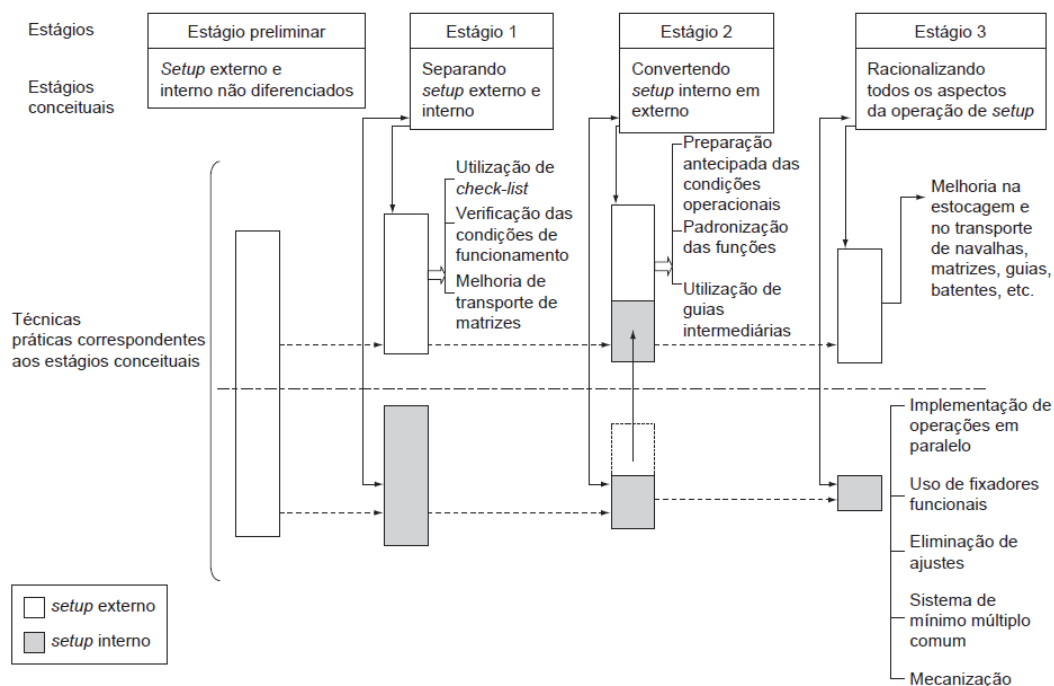 Estágios
Estágio preliminar
Estágio 1
Estágio 2
Estágio 3
Estágios
conceituais
Setup externo e
interno não diferenciados
Separando
setup externo e
interno
Convertendo
setup interno em
externo
Racionalizando
todos os aspectos
da operação de setup
Técnicas
práticas correspondentes
aos estágios conceituais
Utilização de
check-list
Verificação das
condições de
funcionamento
Melhoria de
transporte de
matrizes
Preparação
antecipada das
condições
operacionais
Padronização
das funções
Utilização de
guias
intermediárias
Melhoria na
estocagem e
no transporte
de navalhas,
matrizes, guias,
batentes, etc.
Implementação de
operações em
paralelo
Uso de fixadores
funcionais
Eliminação de
ajustes
Sistema de
mínimo múltiplo
comum
Mecanização
setup externo
setup interno